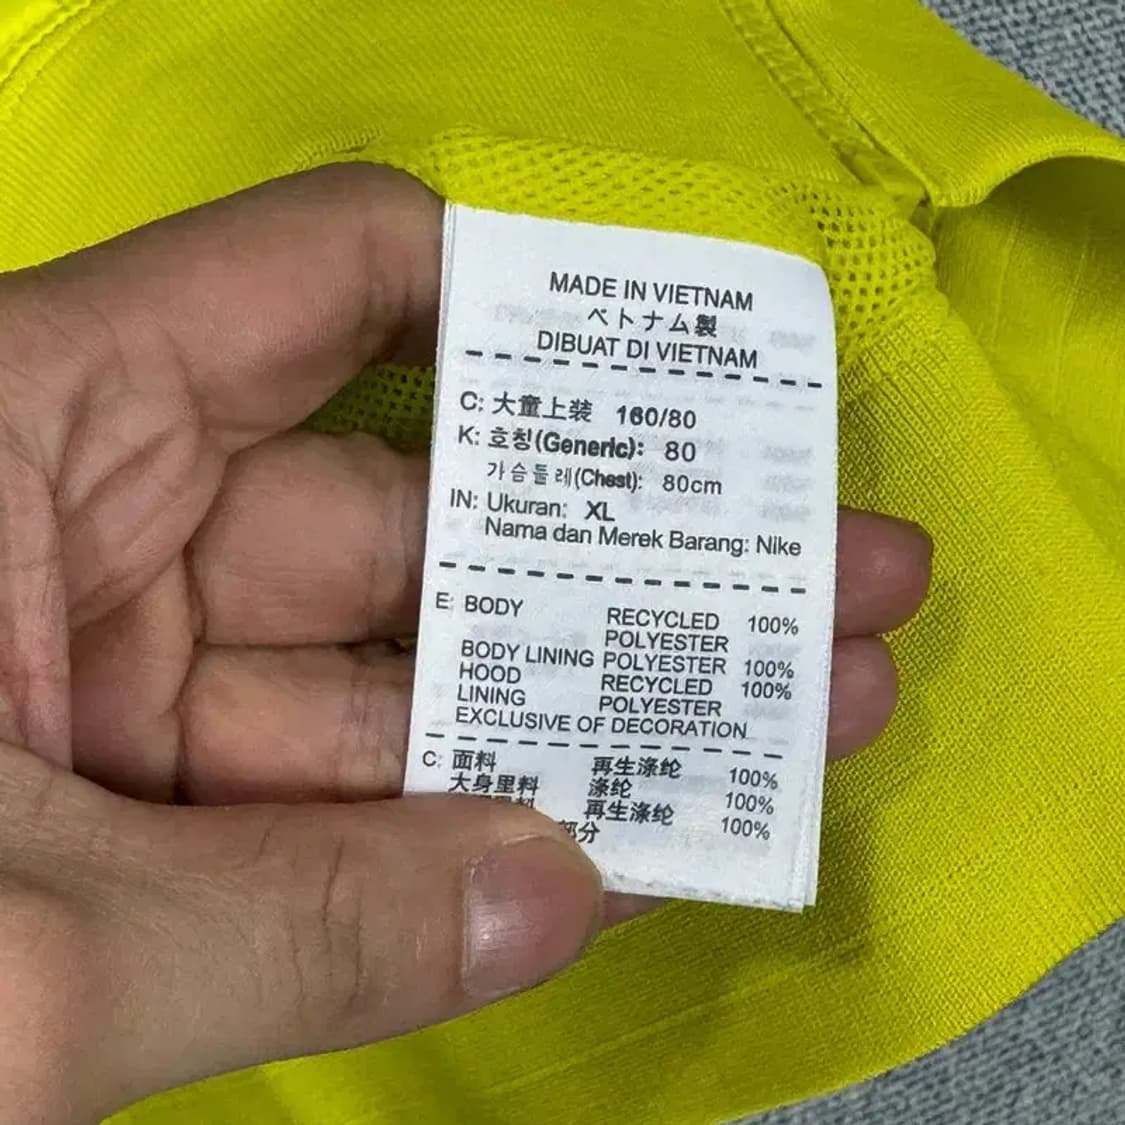 MADE IN VIETNAM
ベトナム製
DIBUAT DI VIETNAM
C: 大童上装 160/80
K: 호칭(Generic): 80
가슴둘레(Chest): 80cm
IN: Ukuran: XL
Nama dan Merek Barang: Nike
E: BODY RECYCLED 100%
POLYESTER
BODY LINING POLYESTER 100%
HOOD RECYCLED 100%
LINING POLYESTER
EXCLUSIVE OF DECORATION
C: 面料 再生涤纶 100%
大身里料 涤纶 100%
再生涤纶 100%
部分